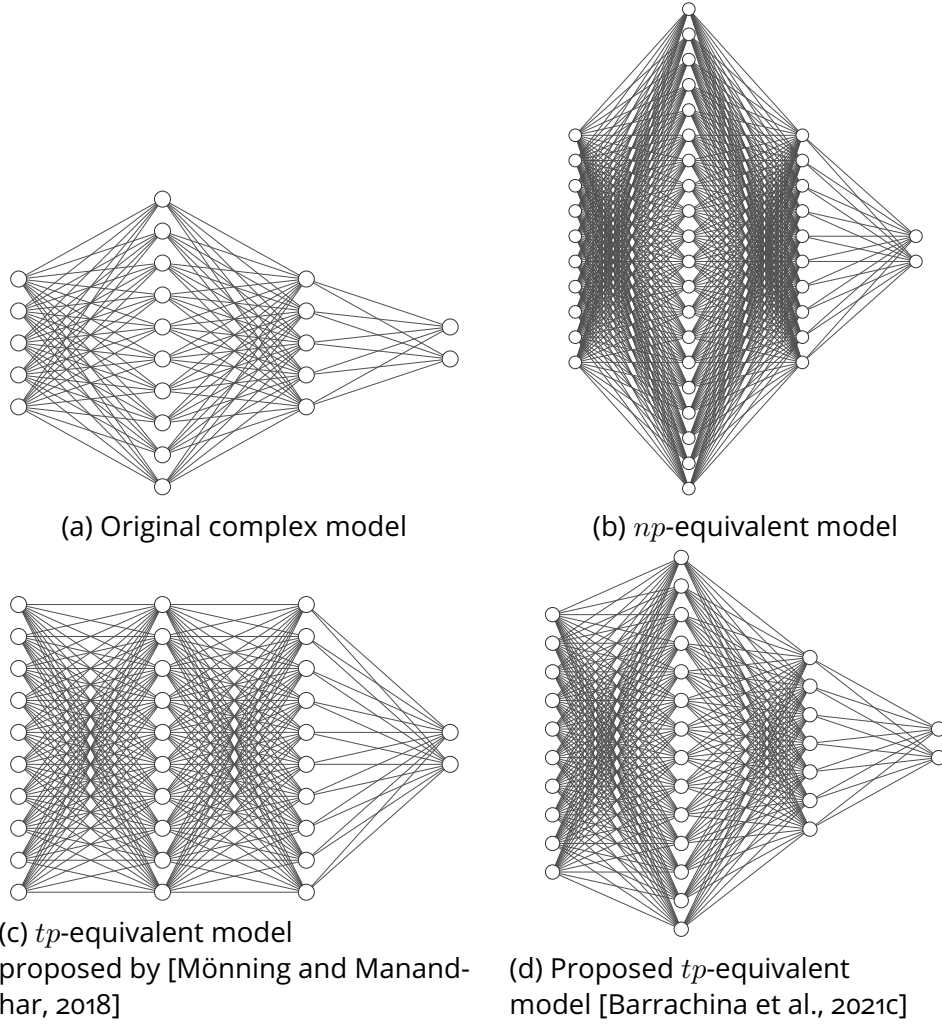 (a) Original complex model
(b) np-equivalent model
(c) tp-equivalent model
proposed by [Mönning and Manand-
har, 2018]
(d) Proposed tp-equivalent
model [Barrachina et al., 2021c]